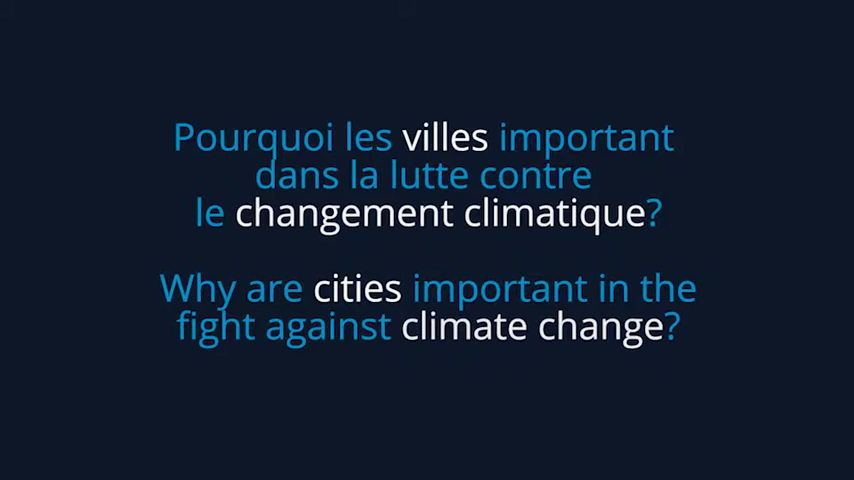 Pourquoi les villes important
dans la lutte contre
le changement climatique?
Why are cities important in the
fight against climate change?